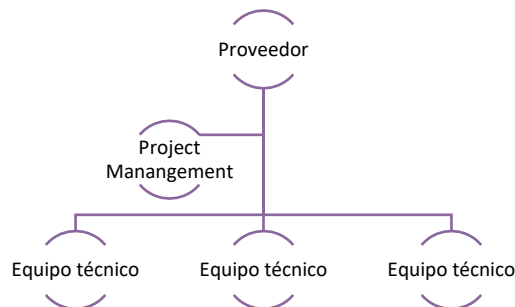 Proveedor
Project
Manangement
Equipo técnico
Equipo técnico
Equipo técnico